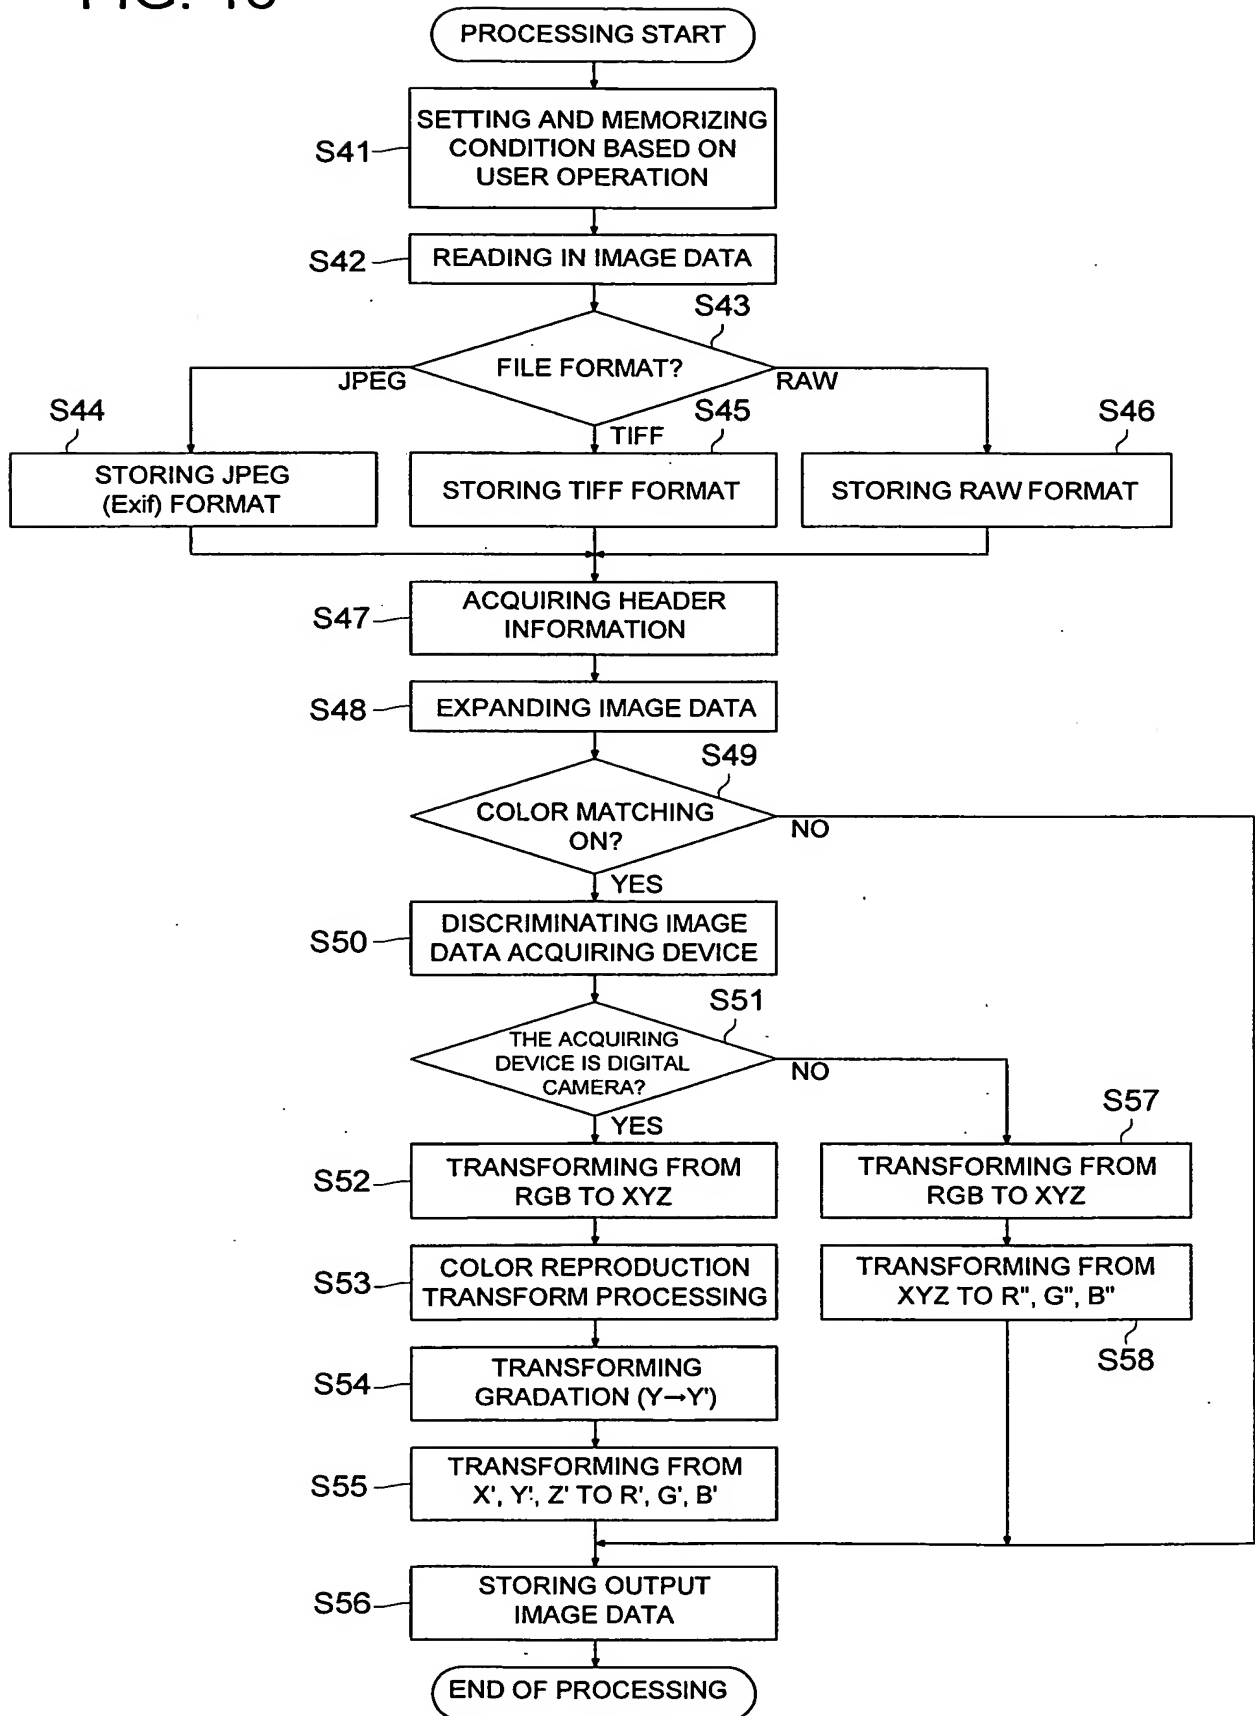 PROCESSING START
SETTING AND MEMORIZING
CONDITION BASED ON
USER OPERATION
S41
READING IN IMAGE DATA
S42
S43
FILE FORMAT?
JPEG
RAW
TIFF
S44
S45
S46
STORING JPEG
(Exif) FORMAT
STORING TIFF FORMAT
STORING RAW FORMAT
S47
ACQUIRING HEADER
INFORMATION
S48
EXPANDING IMAGE DATA
S49
COLOR MATCHING
ON?
NO
YES
S50
DISCRIMINATING IMAGE
DATA ACQUIRING DEVICE
S51
THE ACQUIRING
DEVICE IS DIGITAL
CAMERA?
NO
YES
S57
S52
TRANSFORMING FROM
RGB TO XYZ
TRANSFORMING FROM
RGB TO XYZ
S53
COLOR REPRODUCTION
TRANSFORM PROCESSING
TRANSFORMING FROM
XYZ TO R", G", B"
S58
S54
TRANSFORMING
GRADATION (Y→Y')
S55
TRANSFORMING FROM
X', Y', Z' TO R', G', B'
S56
STORING OUTPUT
IMAGE DATA
END OF PROCESSING